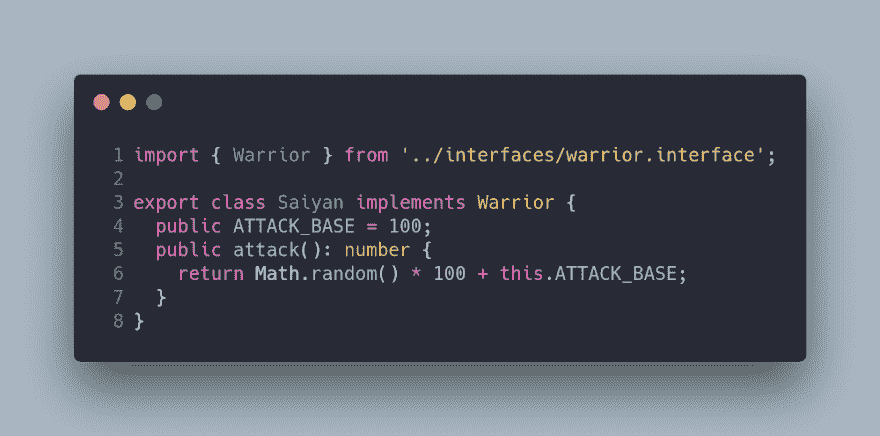 1 import { Warrior } from '../interfaces/warrior.interface';
2
3 export class Saiyan implements Warrior {
4   public ATTACK_BASE = 100;
5   public attack(): number {
6     return Math.random() * 100 + this.ATTACK_BASE;
7   }
8 }